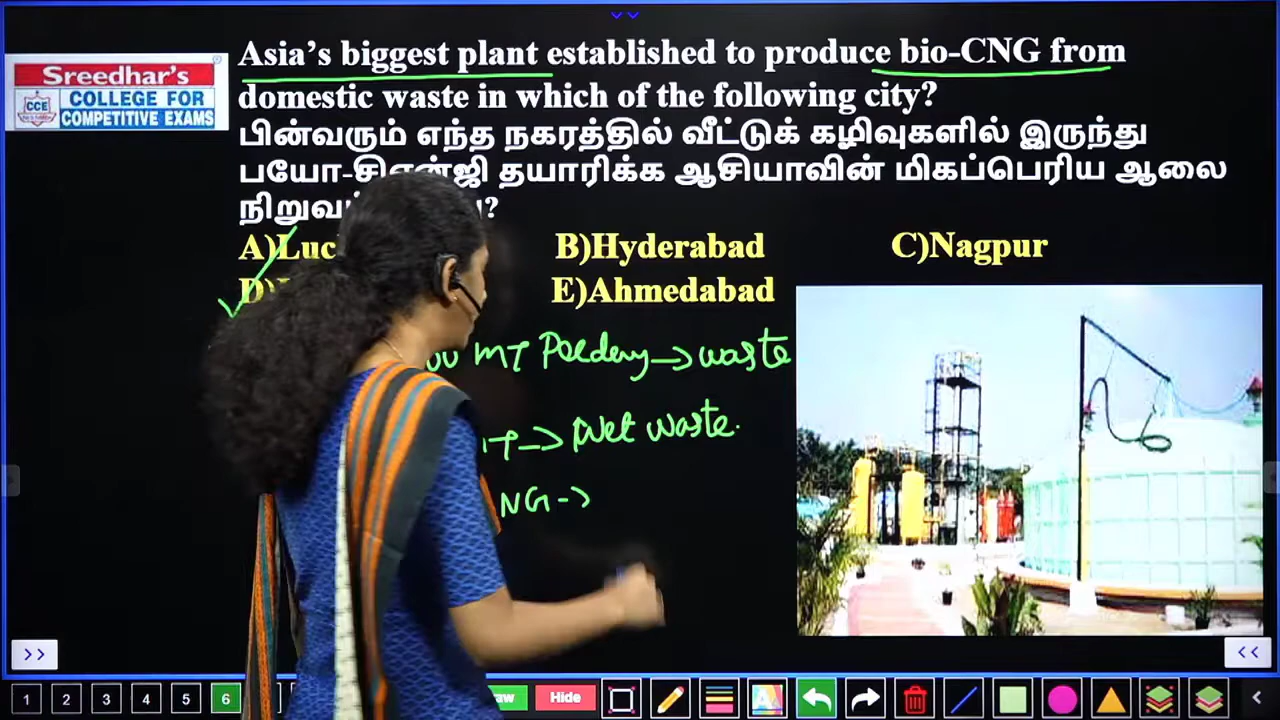 Asia's biggest plant established to produce bio-CNG from
Sreedhar's
CCE
COLLEGE FOR
COMPETITIVE EXAMS
domestic waste in which of the following city?
பின்வரும் எந்த நகரத்தில் வீட்டுக் கழிவுகளில் இருந்து
பயோ-சிஎன்ஜி தயாரிக்க ஆசியாவின் மிகப்பெரிய ஆலை
A)Luc B)Hyderabad C)Nagpur
D) E)Ahmedabad
MT → waste
→ Wet waste.
NG →
>> <<
1 2 3 4 5 6 Hide